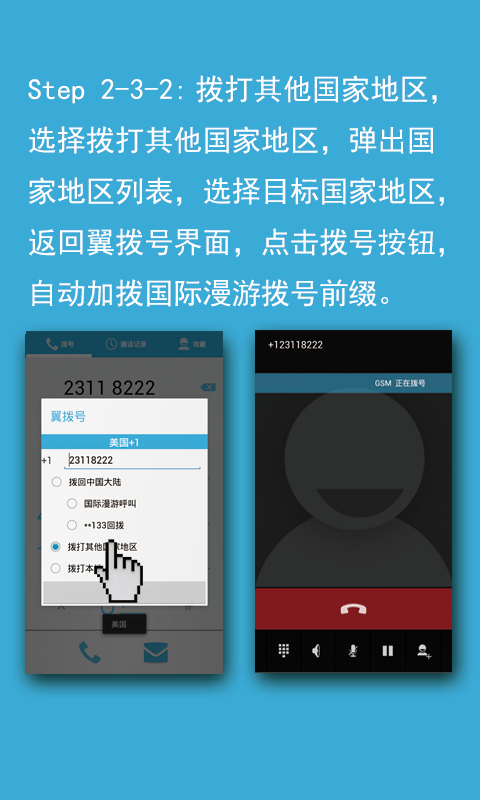 Step 2-3-2: 拨打其他国家地区，
选择拨打其他国家地区，弹出国
家地区列表，选择目标国家地区，
返回翼拨号界面，点击拨号按钮，
自动加拨国际漫游拨号前缀。
拨号 通话记录 收藏
2311 8222
翼拨号
美国+1
+1 23118222
拨回中国大陆
国际漫游呼叫
**133回拨
拨打其他国家地区
拨打本
美国
+123118222
GSM 正在拨号